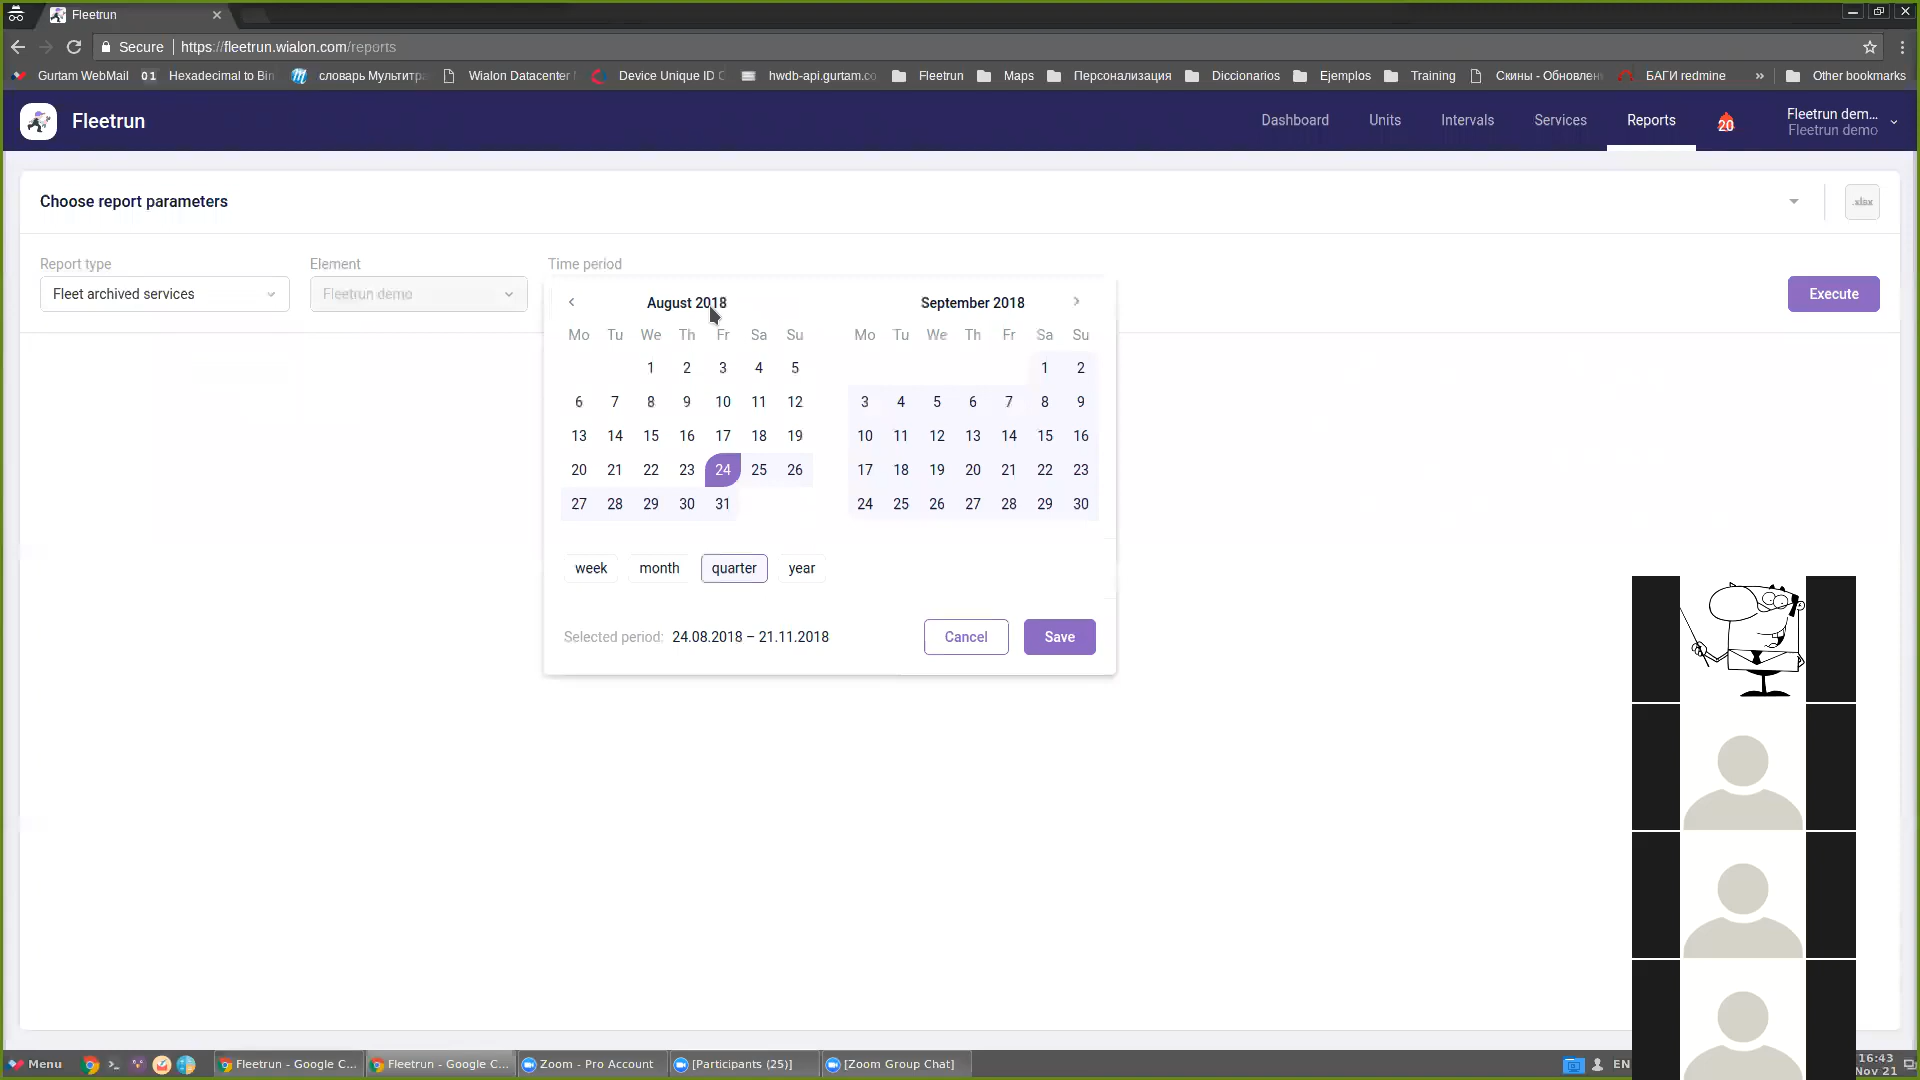 Fleetrun
Secure https://fleetrun.wialon.com/reports
Gurtam WebMail 01 Hexadecimal to Bin словарь Мультитра Wialon Datacenter Device Unique ID C hwdb-api.gurtam.co Fleetrun Maps Персонализация Diccionarios Ejemplos Training Скины - Обновлен БАГИ redmine » Other bookmarks
Fleetrun Dashboard Units Intervals Services Reports 20 Fleetrun dem...
Fleetrun demo
Choose report parameters .xlsx
Report type Element Time period
Fleet archived services Fleetrun demo Execute
August 2018 September 2018
Mo Tu We Th Fr Sa Su Mo Tu We Th Fr Sa Su
1 2 3 4 5 1 2
6 7 8 9 10 11 12 3 4 5 6 7 8 9
13 14 15 16 17 18 19 10 11 12 13 14 15 16
20 21 22 23 24 25 26 17 18 19 20 21 22 23
27 28 29 30 31 24 25 26 27 28 29 30
week month quarter year
Selected period: 24.08.2018 – 21.11.2018 Cancel Save
Menu Fleetrun - Google C... Fleetrun - Google C... Zoom - Pro Account [Participants (25)] [Zoom Group Chat] EN 16:43
Nov 21